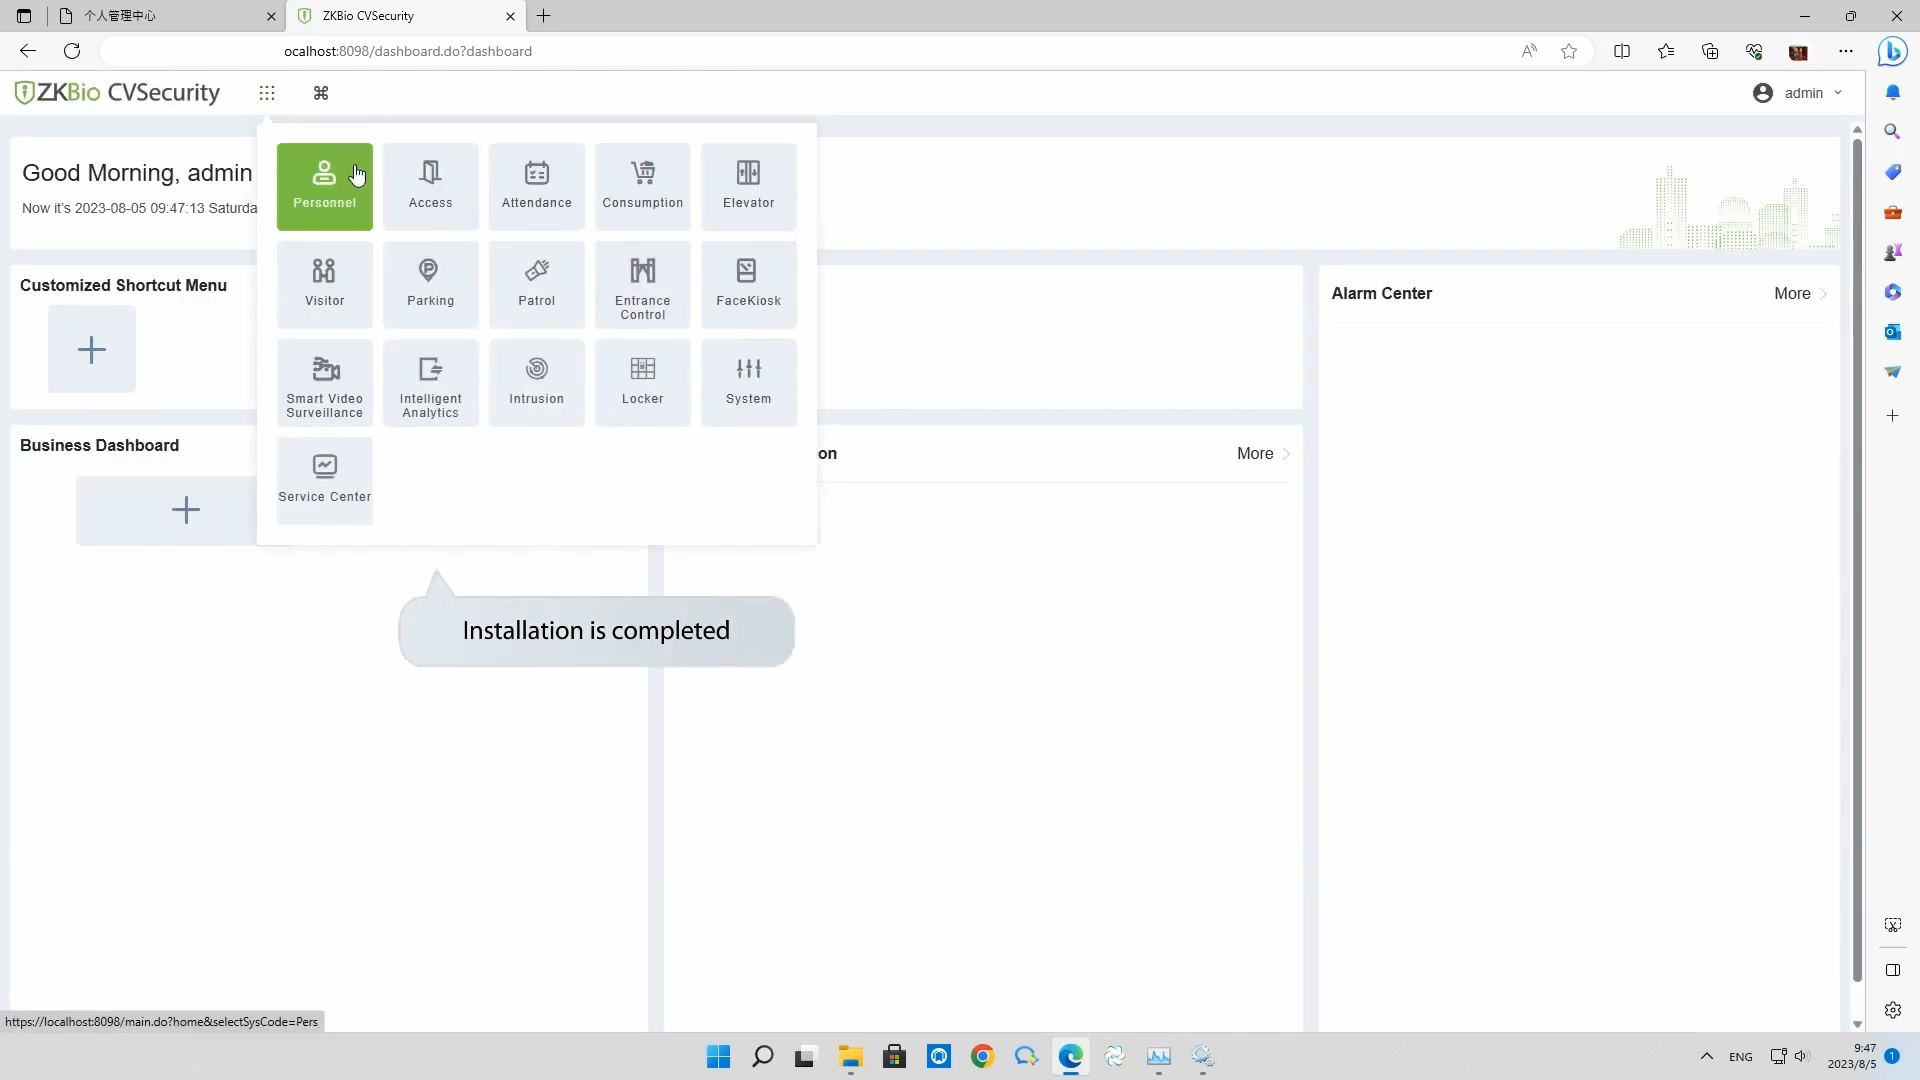 个人管理中心
ZKBio CVSecurity
ocalhost:8098/dashboard.do?dashboard
ZKBio CVSecurity
admin
Good Morning, admin
Now it's 2023-08-05 09:47:13 Saturda
Personnel
Access
Attendance
Consumption
Elevator
Visitor
Parking
Patrol
Entrance
Control
FaceKiosk
Smart Video
Surveillance
Intelligent
Analytics
Intrusion
Locker
System
Service Center
Customized Shortcut Menu
Business Dashboard
on
More
Alarm Center
More
Installation is completed
https://localhost:8098/main.do?home&selectSysCode=Pers
ENG
9:47
2023/8/5
1